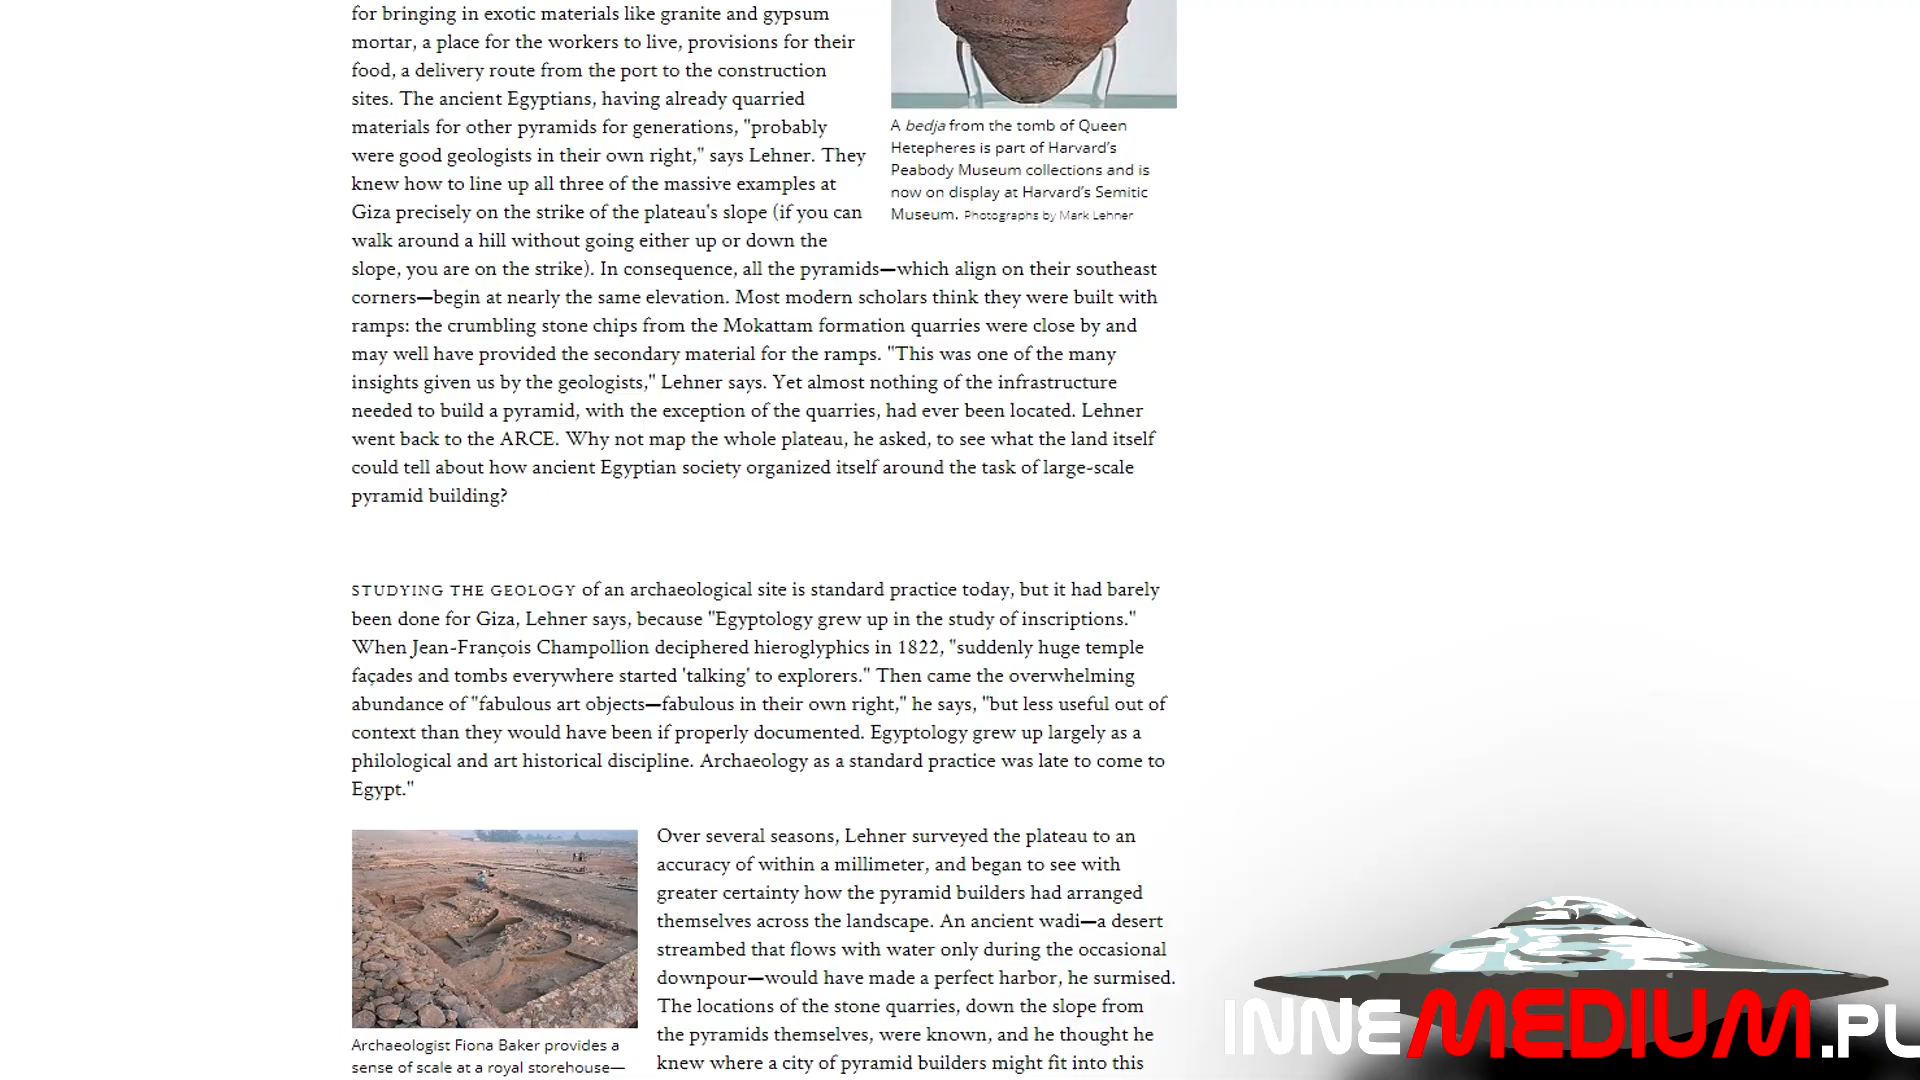 for bringing in exotic materials like granite and gypsum
mortar, a place for the workers to live, provisions for their
food, a delivery route from the port to the construction
sites. The ancient Egyptians, having already quarried
materials for other pyramids for generations, "probably
were good geologists in their own right," says Lehner. They
knew how to line up all three of the massive examples at
Giza precisely on the strike of the plateau's slope (if you can
walk around a hill without going either up or down the
slope, you are on the strike). In consequence, all the pyramids—which align on their southeast
corners—begin at nearly the same elevation. Most modern scholars think they were built with
ramps: the crumbling stone chips from the Mokattam formation quarries were close by and
may well have provided the secondary material for the ramps. "This was one of the many
insights given us by the geologists," Lehner says. Yet almost nothing of the infrastructure
needed to build a pyramid, with the exception of the quarries, had ever been located. Lehner
went back to the ARCE. Why not map the whole plateau, he asked, to see what the land itself
could tell about how ancient Egyptian society organized itself around the task of large-scale
pyramid building?
A bedja from the tomb of Queen
Hetepheres is part of Harvard's
Peabody Museum collections and is
now on display at Harvard's Semitic
Museum. Photographs by Mark Lehner
STUDYING THE GEOLOGY of an archaeological site is standard practice today, but it had barely
been done for Giza, Lehner says, because "Egyptology grew up in the study of inscriptions."
When Jean-François Champollion deciphered hieroglyphics in 1822, "suddenly huge temple
façades and tombs everywhere started 'talking' to explorers." Then came the overwhelming
abundance of "fabulous art objects—fabulous in their own right," he says, "but less useful out of
context than they would have been if properly documented. Egyptology grew up largely as a
philological and art historical discipline. Archaeology as a standard practice was late to come to
Egypt."
Over several seasons, Lehner surveyed the plateau to an
accuracy of within a millimeter, and began to see with
greater certainty how the pyramid builders had arranged
themselves across the landscape. An ancient wadi—a desert
streambed that flows with water only during the occasional
downpour—would have made a perfect harbor, he surmised.
The locations of the stone quarries, down the slope from
the pyramids themselves, were known, and he thought he
knew where a city of pyramid builders might fit into this
Archaeologist Fiona Baker provides a
sense of scale at a royal storehouse—
INNEMEDIUM.PL